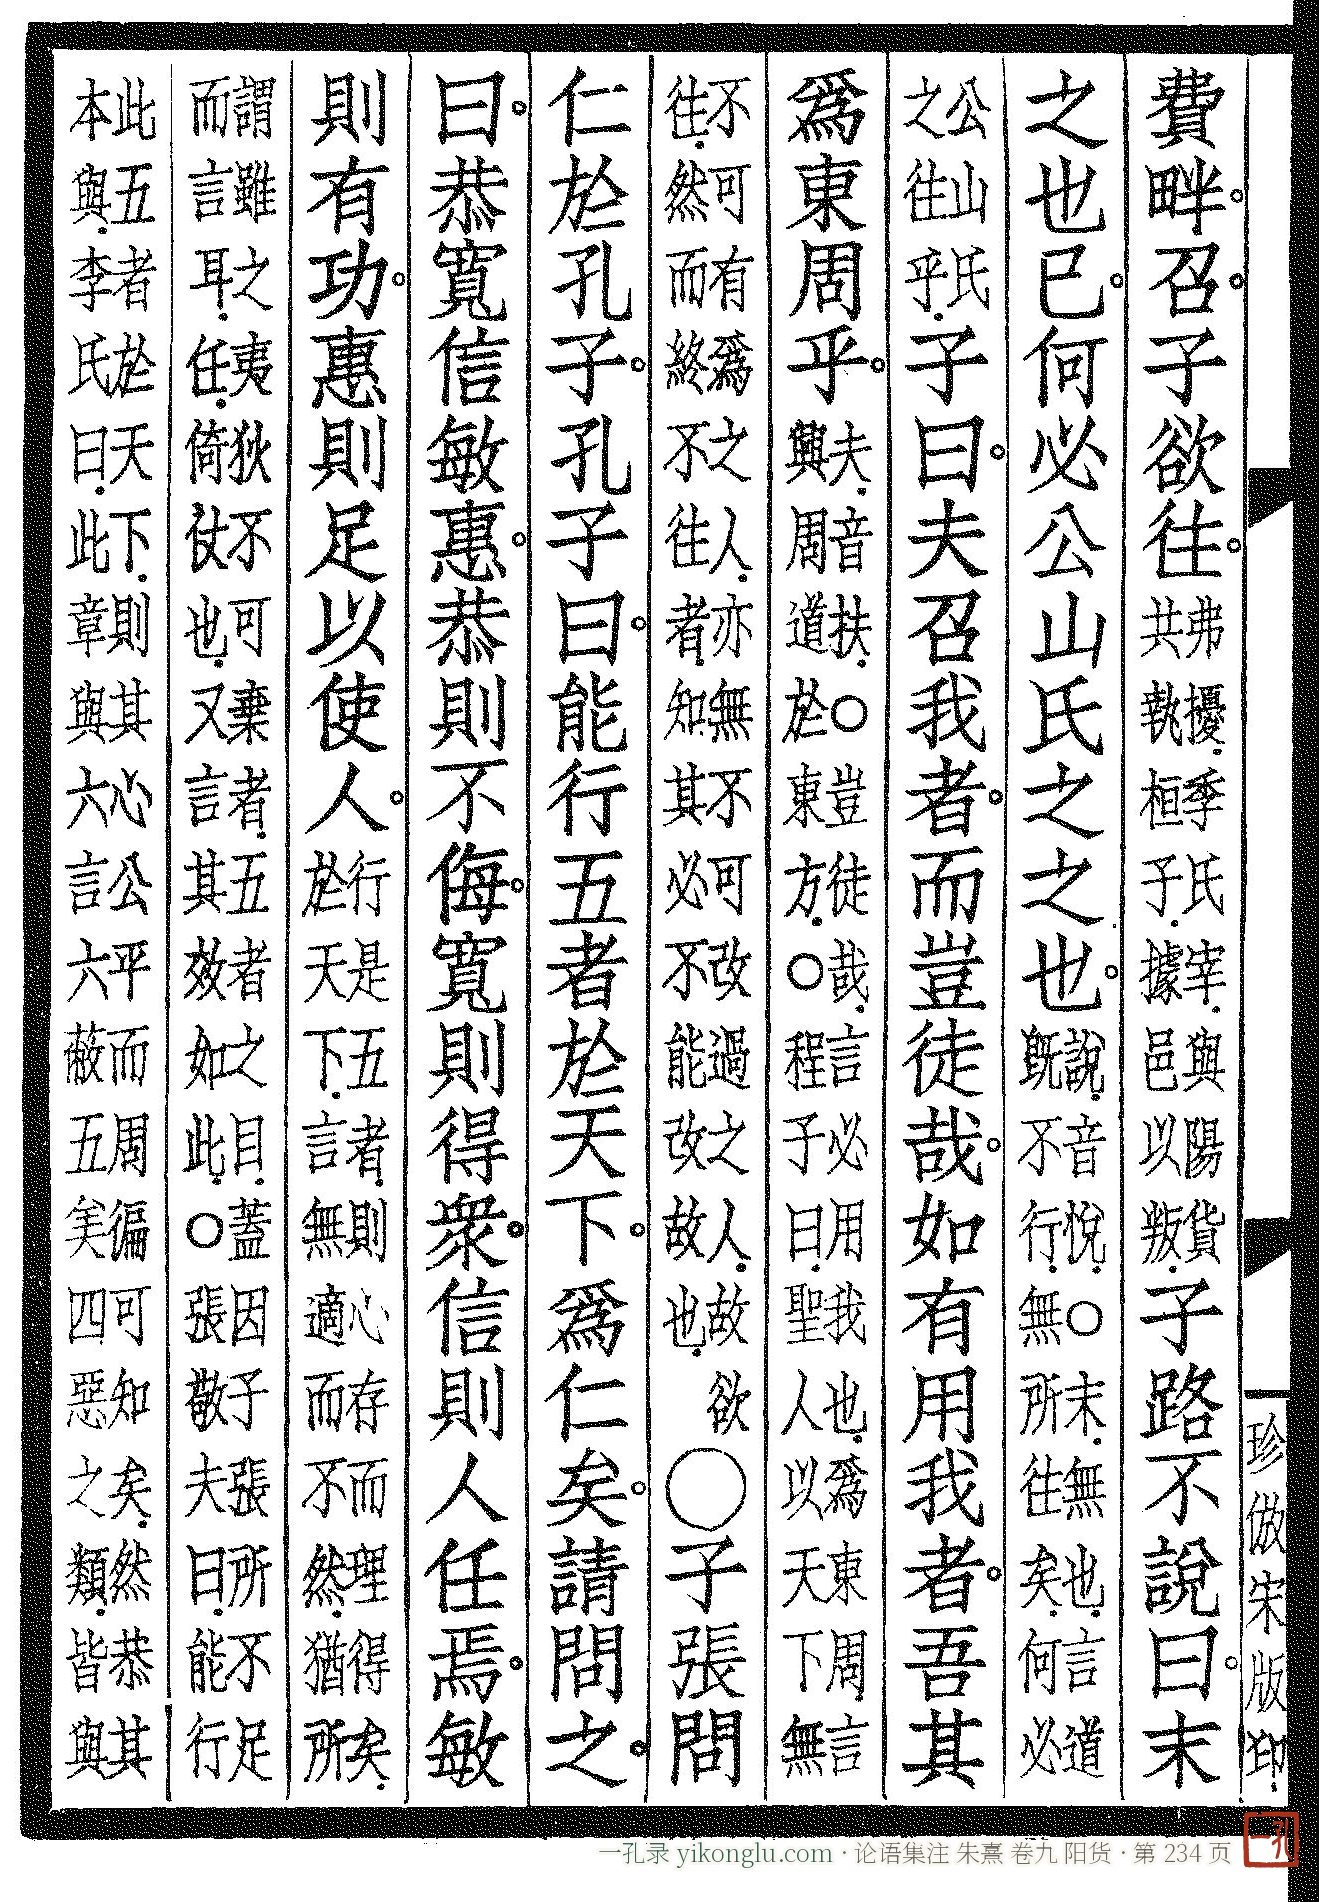 珍倣宋版印
費畔。召。子欲往。弗擾.季氏宰.與陽貨共執桓子.據邑以叛.子路不說曰。末
之也已。何必公山氏之之也。說.音悅.○末.無也.言道既不行.無所往矣.何必
公山氏之往乎.子曰。夫召我者。而豈徒哉。如有用我者。吾其
爲東周乎。夫.音扶.○豈徒哉.言必用我也.爲東周.言興周道於東方.○程子曰.聖人以天下無
不可有爲之人.亦無不可改過之人.故欲往.然而終不往者.知其必不能改故也.○子張問
仁於孔子。孔子曰。能行五者於天下。爲仁矣。請問之。
曰。恭寬信敏惠。恭則不侮。寬則得衆。信則人任焉。敏
則有功。惠則足以使人。行是五者.則心存而理得矣.於天下.言無適而不然.猶所
謂雖之夷狄不可棄者.五者之目.蓋因子張所不足而言耳.任.倚仗也.又言其效如此.○張敬夫曰.能行
此五者於天下.則其心公平而周徧可知矣.然恭其本與.李氏曰.此章與六言六蔽五美四惡之類.皆與
一孔录 yikonglu.com · 论语集注 朱熹 卷九 阳货 · 第 234 页
一孔